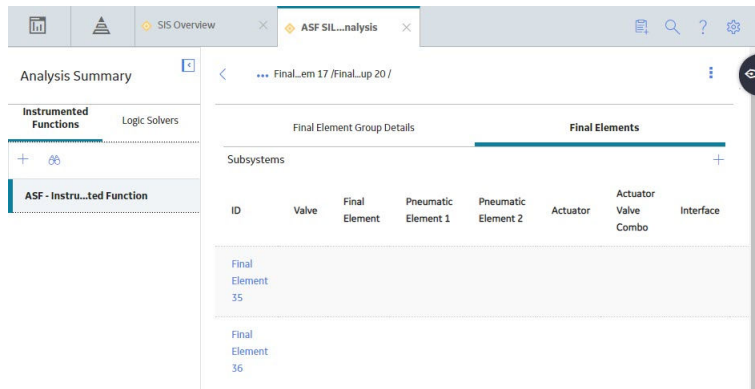 SIS Overview
ASF SIL...nalysis
Analysis Summary
... Final...em 17 /Final...up 20 /
Instrumented
Functions
Logic Solvers
Final Element Group Details
Final Elements
Subsystems
ASF - Instru...ted Function
ID
Valve
Final
Element
Pneumatic
Element 1
Pneumatic
Element 2
Actuator
Actuator
Valve
Combo
Interface
Final
Element
35
Final
Element
36